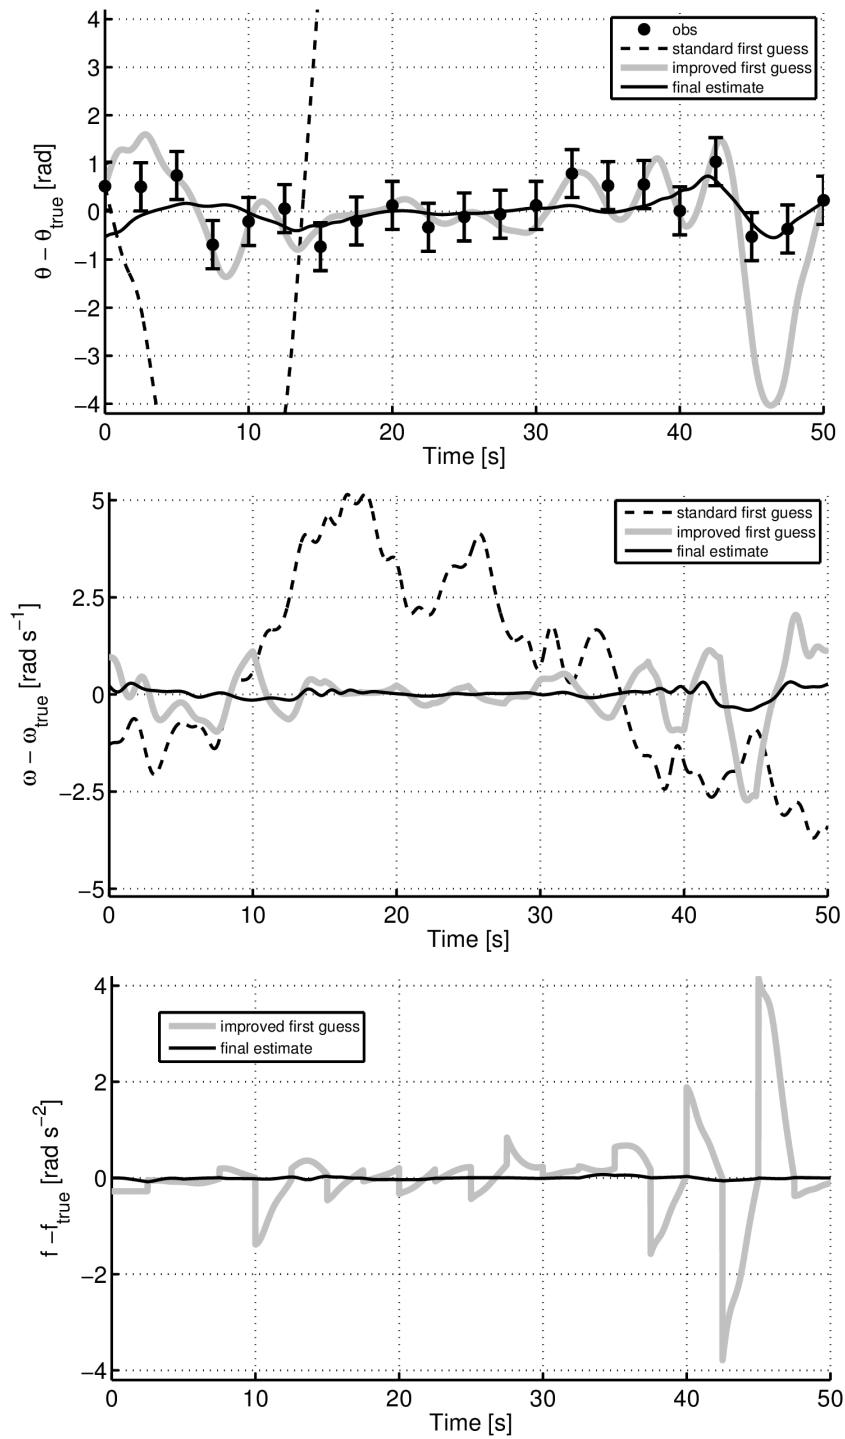 4
3
2
1
0
−1
−2
−3
−4
θ − θtrue [rad]
obs
standard first guess
improved first guess
final estimate
0 10 20 30 40 50
Time [s]
5
2.5
0
−2.5
−5
ω − ωtrue [rad s−1]
standard first guess
improved first guess
final estimate
0 10 20 30 40 50
Time [s]
4
2
0
−2
−4
f −ftrue [rad s−2]
improved first guess
final estimate
0 10 20 30 40 50
Time [s]